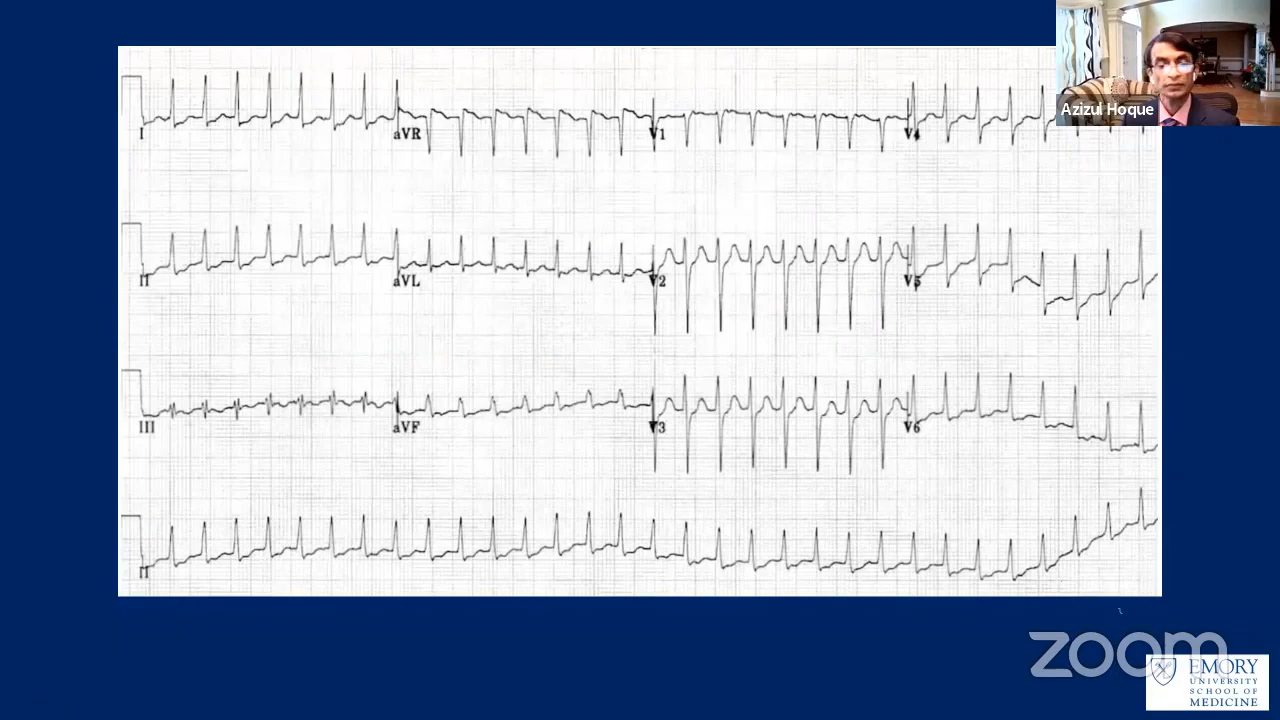 Azizul Hoque
I aVR V1 V4
II aVL V2 V5
III aVF V3 V6
II
zoom
EMORY
UNIVERSITY
SCHOOL OF
MEDICINE